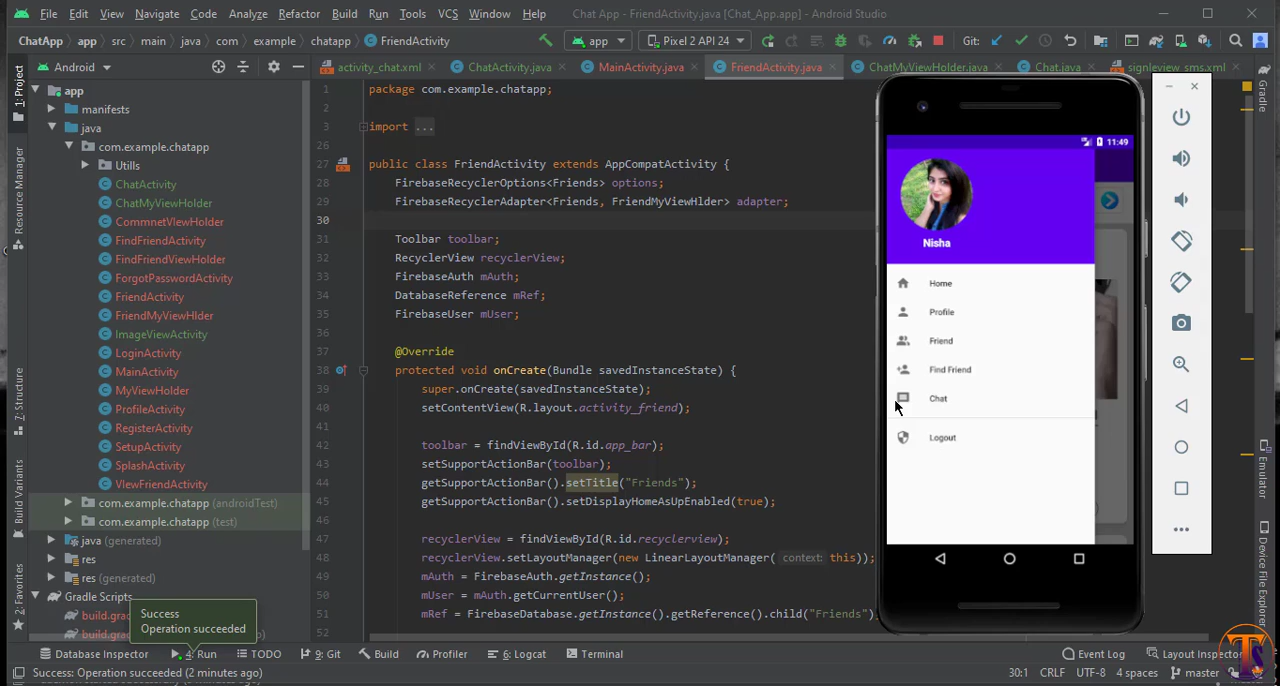 File Edit View Navigate Code Analyze Refactor Build Run Tools VCS Window Help Chat App - FriendActivity.java [Chat_App.app] - Android Studio
ChatApp app src main java com example chatapp FriendActivity app Pixel 2 API 24 Git:
Android activity_chat.xml ChatActivity.java MainActivity.java FriendActivity.java ChatMyViewHolder.java Chat.java signleview_sms.xml
1: Project
Resource Manager
7: Structure
Build Variants
2: Favorites
app
manifests
java
com.example.chatapp
Utills
ChatActivity
ChatMyViewHolder
CommnetViewHolder
FindFriendActivity
FindFriendViewHolder
ForgotPasswordActivity
FriendActivity
FriendMyViewHlder
ImageViewActivity
LoginActivity
MainActivity
MyViewHolder
ProfileActivity
RegisterActivity
SetupActivity
SplashActivity
VIewFriendActivity
com.example.chatapp (androidTest)
com.example.chatapp (test)
java (generated)
res
res (generated)
Gradle Scripts
Success
Operation succeeded
1 package com.example.chatapp;
2
3 import ...
26
27 public class FriendActivity extends AppCompatActivity {
28 FirebaseRecyclerOptions<Friends> options;
29 FirebaseRecyclerAdapter<Friends, FriendMyViewHlder> adapter;
30
31 Toolbar toolbar;
32 RecyclerView recyclerView;
33 FirebaseAuth mAuth;
34 DatabaseReference mRef;
35 FirebaseUser mUser;
36
37 @Override
38 protected void onCreate(Bundle savedInstanceState) {
39 super.onCreate(savedInstanceState);
40 setContentView(R.layout.activity_friend);
41
42 toolbar = findViewById(R.id.app_bar);
43 setSupportActionBar(toolbar);
44 getSupportActionBar().setTitle("Friends");
45 getSupportActionBar().setDisplayHomeAsUpEnabled(true);
46
47 recyclerView = findViewById(R.id.recyclerview);
48 recyclerView.setLayoutManager(new LinearLayoutManager( context: this));
49 mAuth = FirebaseAuth.getInstance();
50 mUser = mAuth.getCurrentUser();
51 mRef = FirebaseDatabase.getInstance().getReference().child("Friends")
52
11:49
Nisha
Home
Profile
Friend
Find Friend
Chat
Logout
Gradle
Emulator
Device File Explorer
Database Inspector 4: Run TODO 9: Git Build Profiler 6: Logcat Terminal Event Log Layout Inspector
Success: Operation succeeded (2 minutes ago) 30:1 CRLF UTF-8 4 spaces master